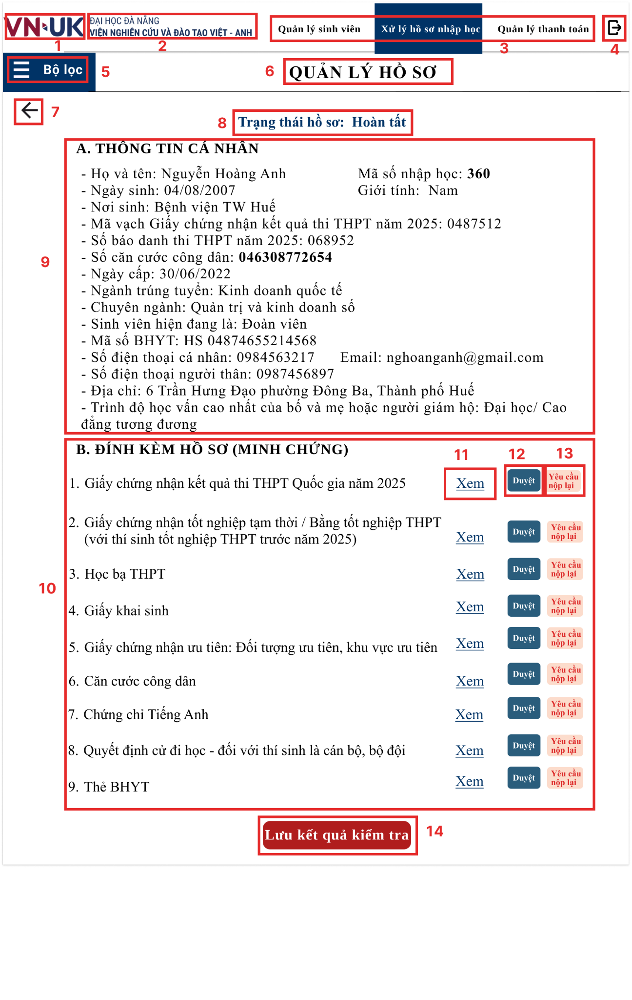 VN-UK
ĐẠI HỌC ĐÀ NẴNG
VIỆN NGHIÊN CỨU VÀ ĐÀO TẠO VIỆT - ANH
Quản lý sinh viên
Xử lý hồ sơ nhập học
Quản lý thanh toán
1
2
3
4
Bộ lọc
5
6
QUẢN LÝ HỒ SƠ
7
8
Trạng thái hồ sơ: Hoàn tất
A. THÔNG TIN CÁ NHÂN
- Họ và tên: Nguyễn Hoàng Anh Mã số nhập học: 360
- Ngày sinh: 04/08/2007 Giới tính: Nam
- Nơi sinh: Bệnh viện TW Huế
- Mã vạch Giấy chứng nhận kết quả thi THPT năm 2025: 0487512
- Số báo danh thi THPT năm 2025: 068952
9
- Số căn cước công dân: 046308772654
- Ngày cấp: 30/06/2022
- Ngành trúng tuyển: Kinh doanh quốc tế
- Chuyên ngành: Quản trị và kinh doanh số
- Sinh viên hiện đang là: Đoàn viên
- Mã số BHYT: HS 04874655214568
- Số điện thoại cá nhân: 0984563217 Email: nghoanganh@gmail.com
- Số điện thoại người thân: 0987456897
- Địa chỉ: 6 Trần Hưng Đạo phường Đông Ba, Thành phố Huế
- Trình độ học vấn cao nhất của bố và mẹ hoặc người giám hộ: Đại học/ Cao
đẳng tương đương
B. ĐÍNH KÈM HỒ SƠ (MINH CHỨNG)
11
12
13
1. Giấy chứng nhận kết quả thi THPT Quốc gia năm 2025
Xem
Duyệt
Yêu cầu
nộp lại
2. Giấy chứng nhận tốt nghiệp tạm thời / Bằng tốt nghiệp THPT
(với thí sinh tốt nghiệp THPT trước năm 2025)
Xem
Duyệt
Yêu cầu
nộp lại
3. Học bạ THPT
Xem
Duyệt
Yêu cầu
nộp lại
10
4. Giấy khai sinh
Xem
Duyệt
Yêu cầu
nộp lại
5. Giấy chứng nhận ưu tiên: Đối tượng ưu tiên, khu vực ưu tiên
Xem
Duyệt
Yêu cầu
nộp lại
6. Căn cước công dân
Xem
Duyệt
Yêu cầu
nộp lại
7. Chứng chỉ Tiếng Anh
Xem
Duyệt
Yêu cầu
nộp lại
8. Quyết định cử đi học - đối với thí sinh là cán bộ, bộ đội
Xem
Duyệt
Yêu cầu
nộp lại
9. Thẻ BHYT
Xem
Duyệt
Yêu cầu
nộp lại
Lưu kết quả kiểm tra
14